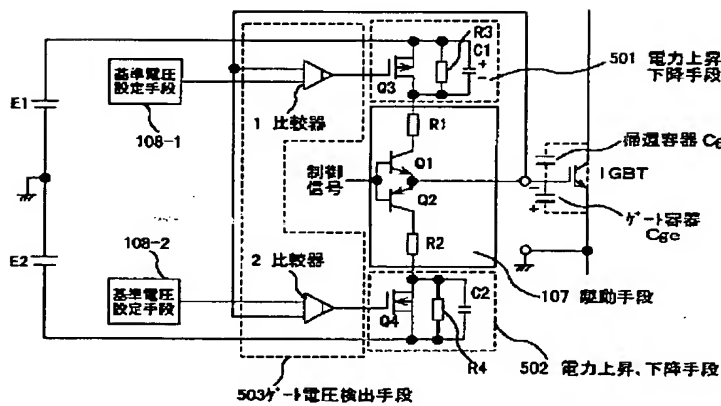 R3
C1
+
-
501 電力上昇
下降手段
基準電圧
設定手段
108-1
Q3
E1
1 比較器
R1
制御
信号
Q1
Q2
帰還容器 Cg
IGBT
-
+
ゲート容器
Cge
R2
E2
108-2
基準電圧
設定手段
2 比較器
107 駆動手段
Q4
C2
R4
502 電力上昇、下降手段
503ゲート電圧検出手段